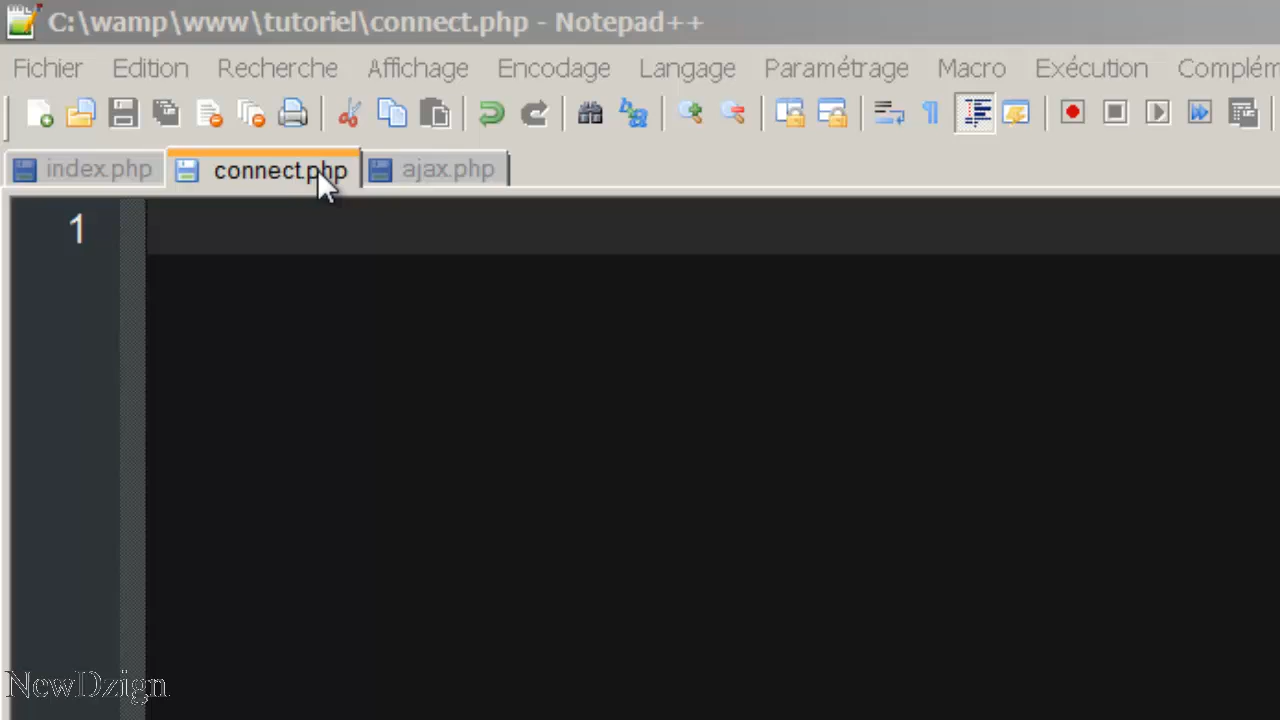 C:\wamp\www\tutoriel\connect.php - Notepad++
Fichier Edition Recherche Affichage Encodage Langage Paramétrage Macro Exécution Complém
index.php connect.php ajax.php
1
NewDzign